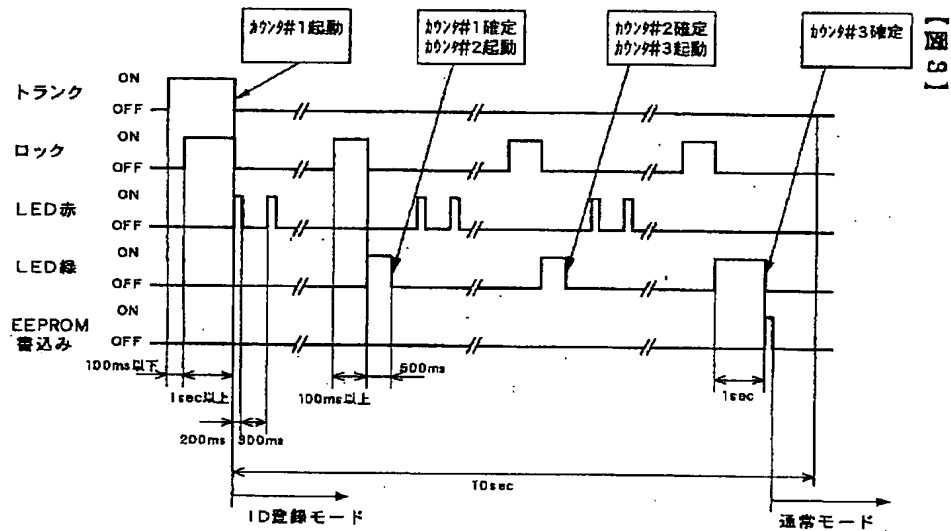 【図9】
カウンタ#1起動
カウンタ#1確定
カウンタ#2起動
カウンタ#2確定
カウンタ#3起動
カウンタ#3確定
トランク
ON
OFF
ロック
ON
OFF
LED赤
ON
OFF
LED緑
ON
OFF
EEPROM
書込み
ON
OFF
100ms以下
1sec以上
200ms
300ms
100ms以上
500ms
1sec
10sec
ID登録モード
通常モード